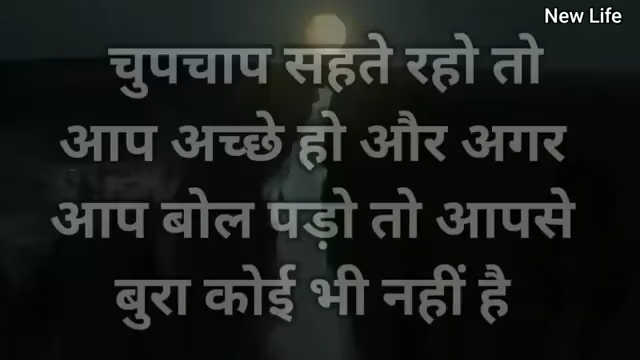 New Life
चुपचाप सहते रहो तो
आप अच्छे हो और अगर
आप बोल पड़ो तो आपसे
बुरा कोई भी नहीं है